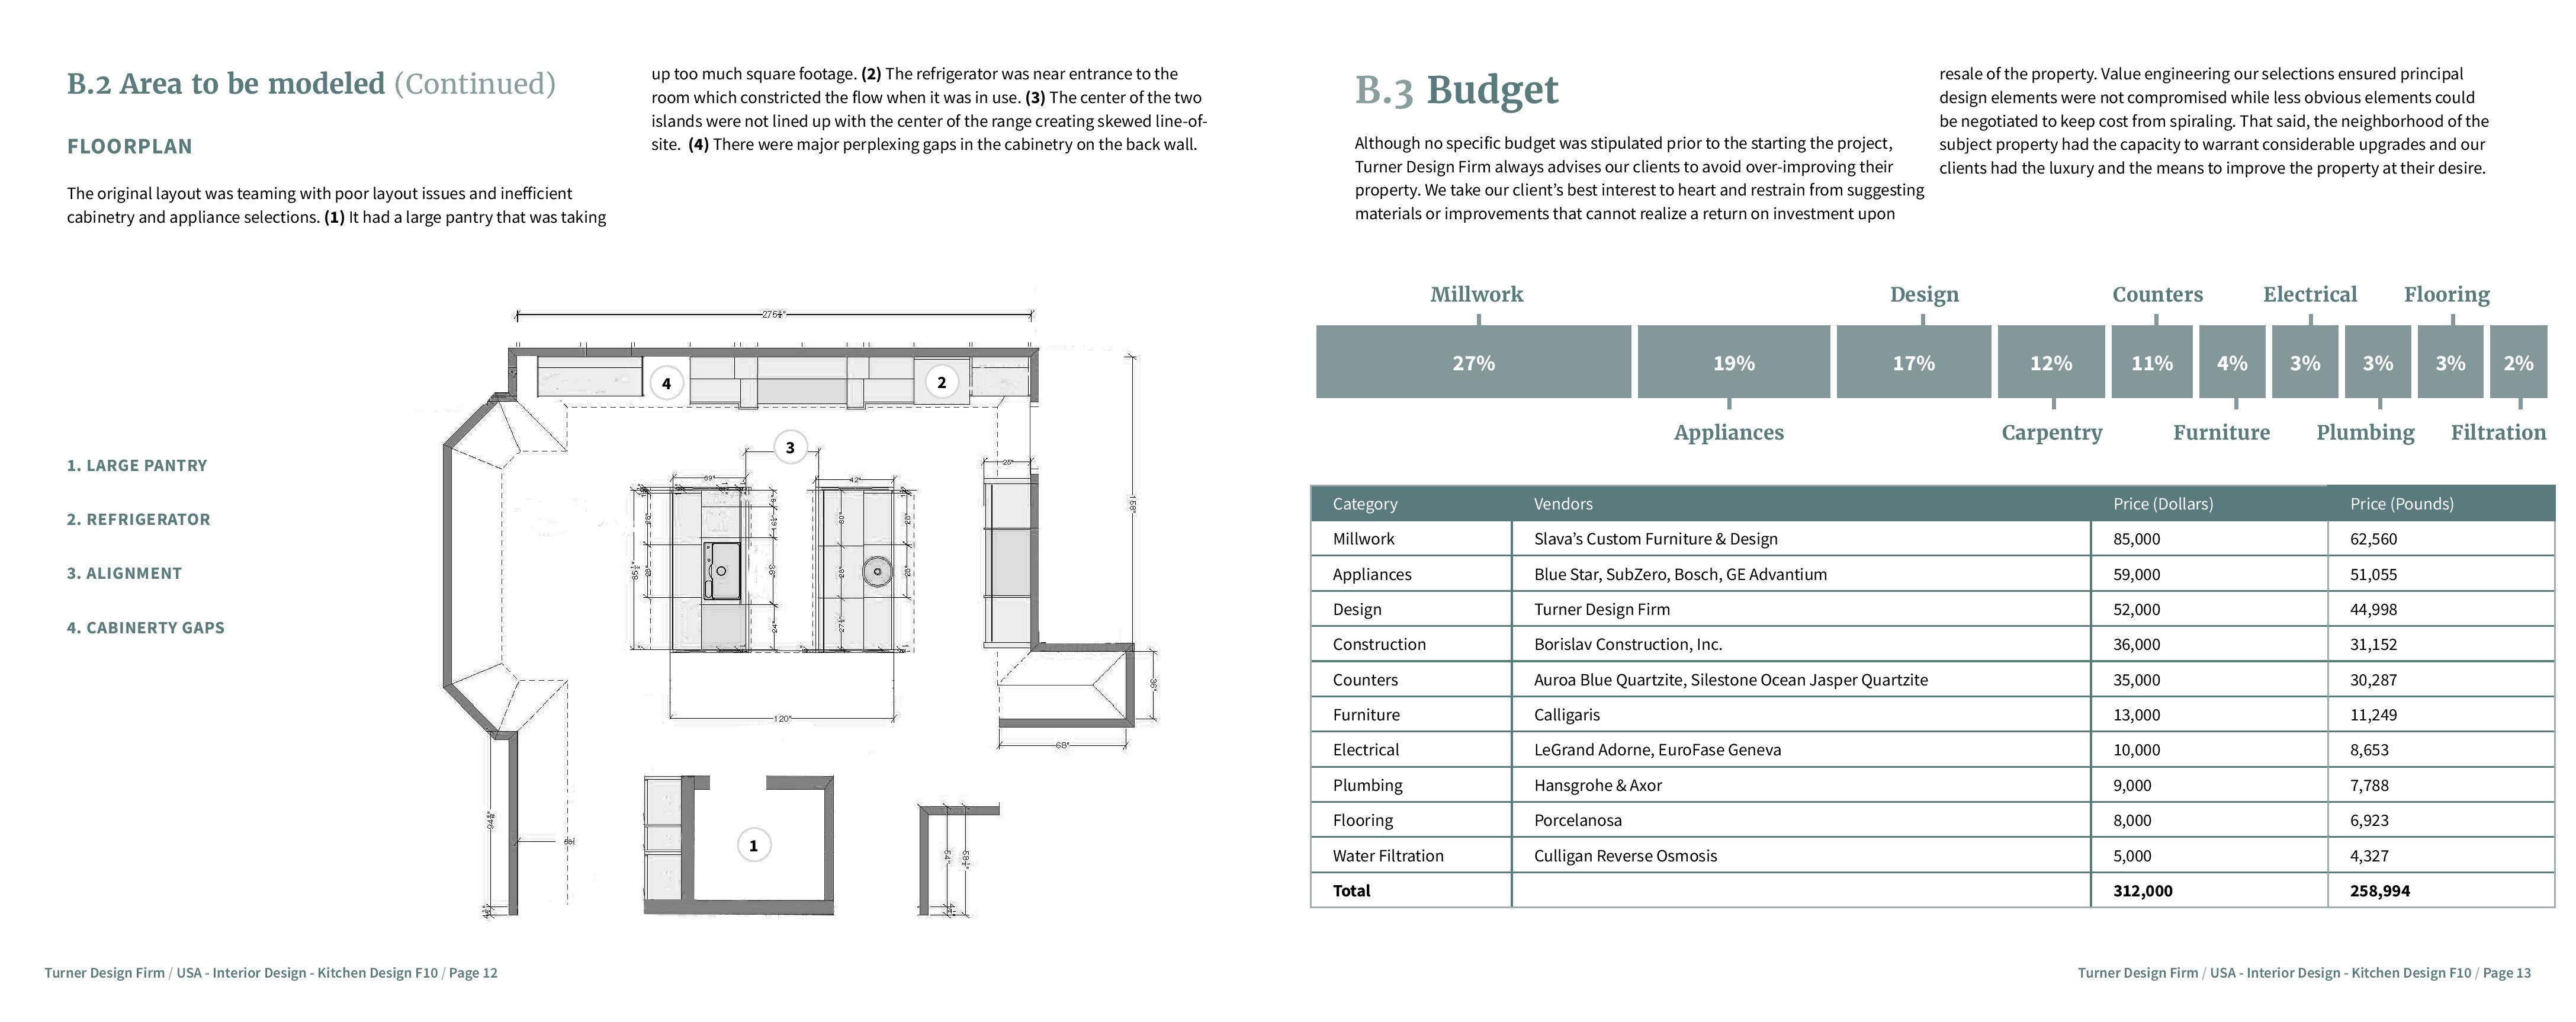 B.2 Area to be modeled (Continued)
FLOORPLAN
The original layout was teaming with poor layout issues and inefficient
cabinetry and appliance selections. (1) It had a large pantry that was taking
up too much square footage. (2) The refrigerator was near entrance to the
room which constricted the flow when it was in use. (3) The center of the two
islands were not lined up with the center of the range creating skewed line-of-
site. (4) There were major perplexing gaps in the cabinetry on the back wall.
1. LARGE PANTRY
2. REFRIGERATOR
3. ALIGNMENT
4. CABINERTY GAPS
4
2
3
25"
42"
168"
36"
120"
68"
1
Turner Design Firm / USA - Interior Design - Kitchen Design F10 / Page 12
B.3 Budget
Although no specific budget was stipulated prior to the starting the project,
Turner Design Firm always advises our clients to avoid over-improving their
property. We take our client’s best interest to heart and restrain from suggesting
materials or improvements that cannot realize a return on investment upon
resale of the property. Value engineering our selections ensured principal
design elements were not compromised while less obvious elements could
be negotiated to keep cost from spiraling. That said, the neighborhood of the
subject property had the capacity to warrant considerable upgrades and our
clients had the luxury and the means to improve the property at their desire.
Millwork Design Counters Electrical Flooring
27% 19% 17% 12% 11% 4% 3% 3% 3% 2%
Appliances Carpentry Furniture Plumbing Filtration
Category Vendors Price (Dollars) Price (Pounds)
Millwork Slava’s Custom Furniture & Design 85,000 62,560
Appliances Blue Star, SubZero, Bosch, GE Advantium 59,000 51,055
Design Turner Design Firm 52,000 44,998
Construction Borislav Construction, Inc. 36,000 31,152
Counters Auroa Blue Quartzite, Silestone Ocean Jasper Quartzite 35,000 30,287
Furniture Calligaris 13,000 11,249
Electrical LeGrand Adorne, EuroFase Geneva 10,000 8,653
Plumbing Hansgrohe & Axor 9,000 7,788
Flooring Porcelanosa 8,000 6,923
Water Filtration Culligan Reverse Osmosis 5,000 4,327
Total 312,000 258,994
Turner Design Firm / USA - Interior Design - Kitchen Design F10 / Page 13